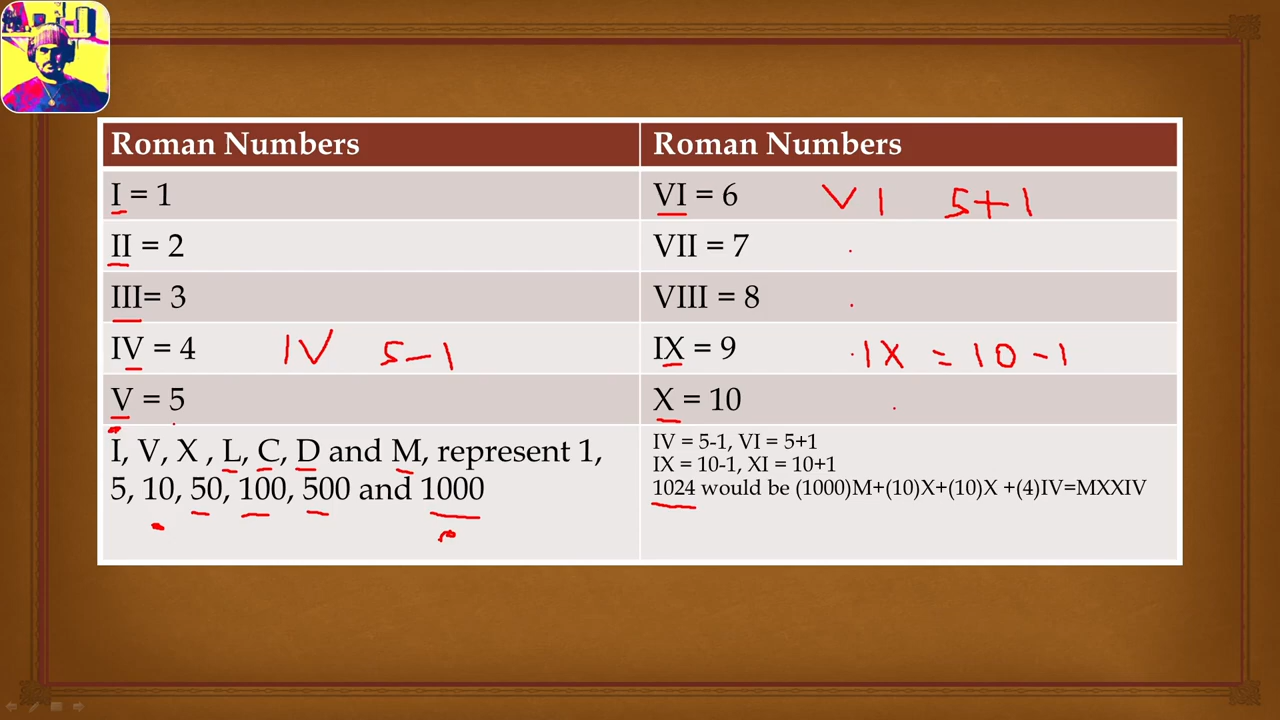 Roman Numbers
Roman Numbers
I = 1
VI = 6 VI 5+1
II = 2
VII = 7
III= 3
VIII = 8
IV = 4 IV 5-1
IX = 9 IX = 10-1
V = 5
X = 10
I, V, X , L, C, D and M, represent 1,
5, 10, 50, 100, 500 and 1000
IV = 5-1, VI = 5+1
IX = 10-1, XI = 10+1
1024 would be (1000)M+(10)X+(10)X +(4)IV=MXXIV